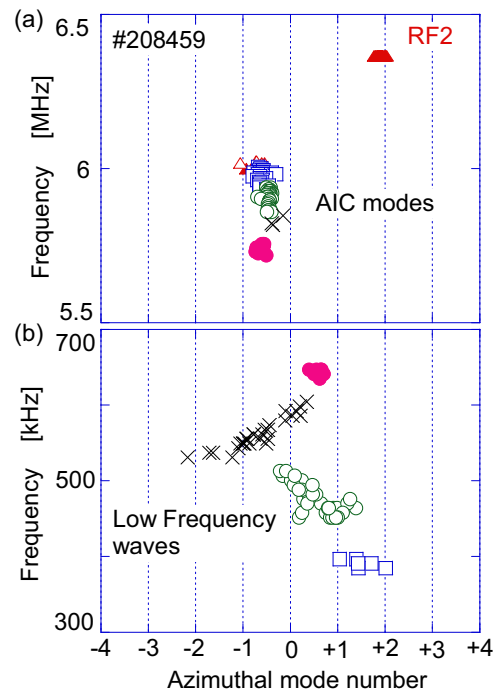 (a)
6.5
#208459
RF2
Frequency [MHz]
6
AIC modes
5.5
(b)
700
Frequency [kHz]
500
Low Frequency
waves
300
-4 -3 -2 -1 0 +1 +2 +3 +4
Azimuthal mode number